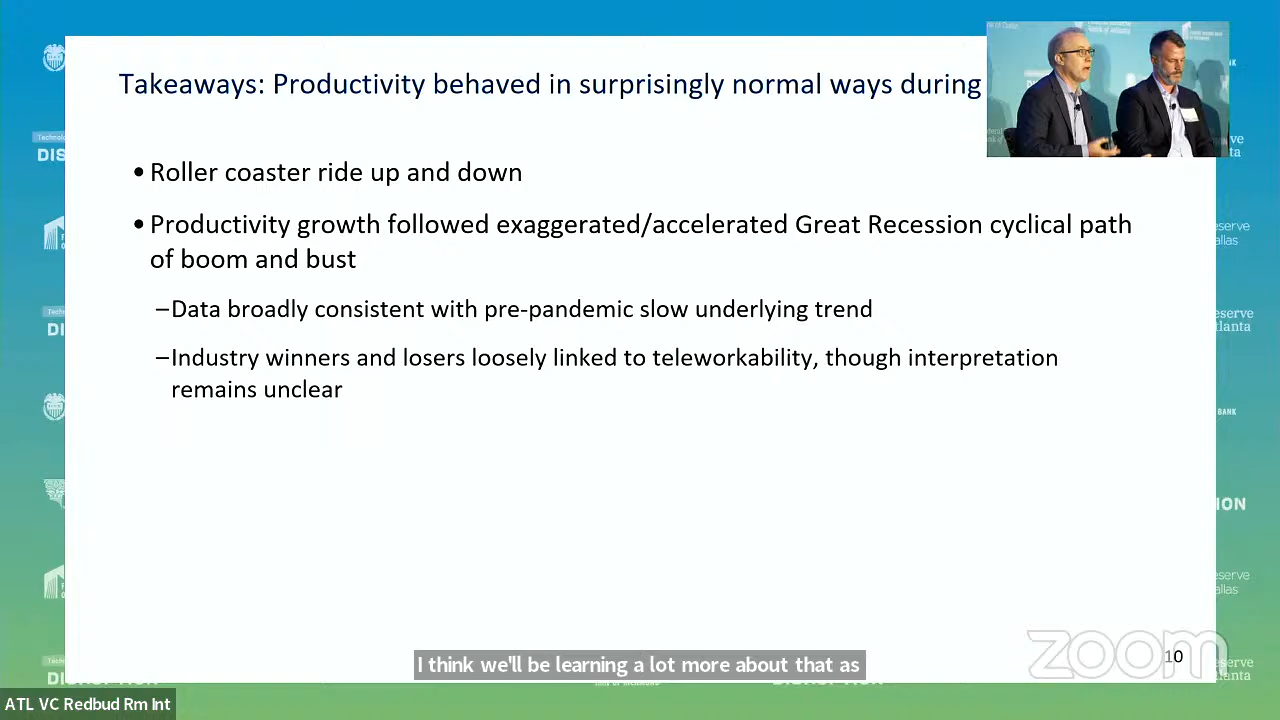 Takeaways: Productivity behaved in surprisingly normal ways during
• Roller coaster ride up and down
• Productivity growth followed exaggerated/accelerated Great Recession cyclical path
of boom and bust
–Data broadly consistent with pre-pandemic slow underlying trend
–Industry winners and losers loosely linked to teleworkability, though interpretation
remains unclear
ION
BANK
zoom
10
I think we'll be learning a lot more about that as
ATL VC Redbud Rm Int